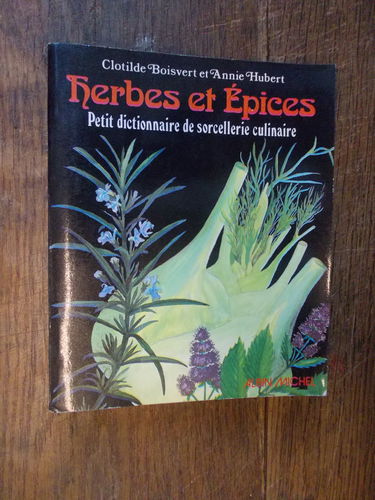 Clotilde Boisvert et Annie Hubert
Herbes et Épices
Petit dictionnaire de sorcellerie culinaire
ALBIN MICHEL